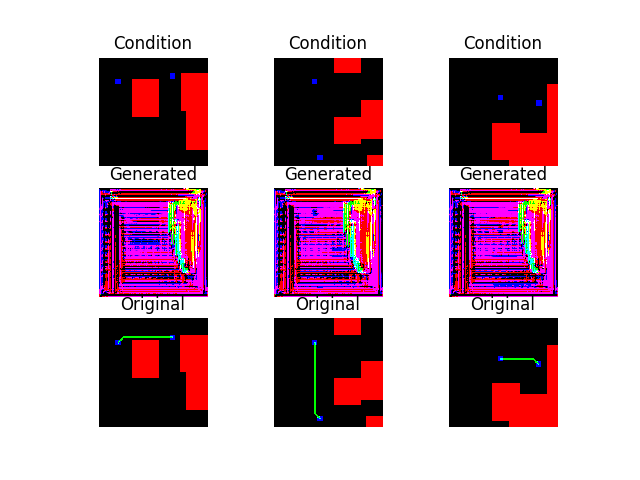 Condition Condition Condition
Generated Generated Generated
Original Original Original